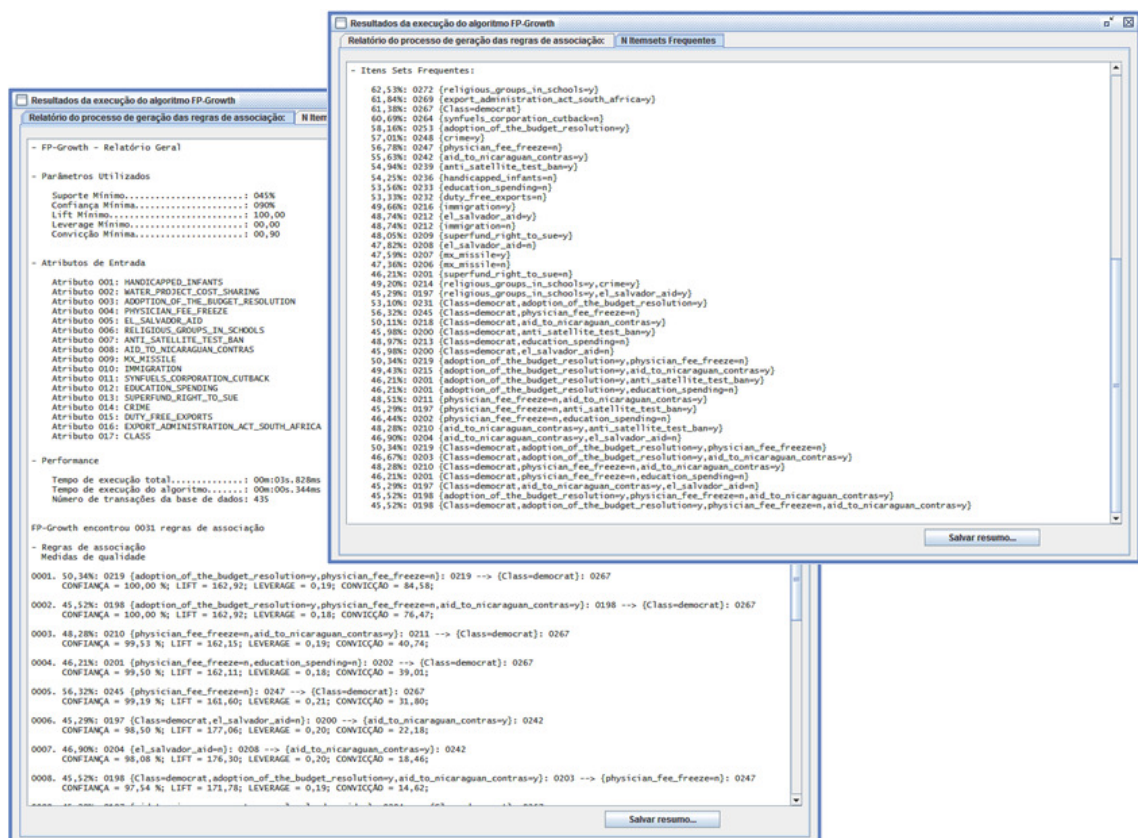 Resultados da execução do algoritmo FP-Growth
Relatório do processo de geração das regras de associação:
N Itemsets Frequentes
- Itens Sets Frequentes:
62,53%: 0272 {religious_groups_in_schools=y}
61,84%: 0269 {export_administration_act_south_africa=y}
61,38%: 0267 {Class=democrat}
60,69%: 0264 {synfuels_corporation_cutback=n}
58,16%: 0253 {adoption_of_the_budget_resolution=y}
57,01%: 0248 {crime=y}
56,78%: 0247 {physician_fee_freeze=n}
55,63%: 0242 {aid_to_nicaraguan_contras=y}
54,94%: 0239 {anti_satellite_test_ban=y}
54,25%: 0236 {handicapped_infants=n}
53,56%: 0233 {education_spending=n}
53,33%: 0232 {duty_free_exports=n}
49,66%: 0216 {immigration=y}
48,74%: 0212 {el_salvador_aid=y}
48,74%: 0212 {immigration=n}
48,05%: 0209 {superfund_right_to_sue=y}
47,82%: 0208 {el_salvador_aid=n}
47,59%: 0207 {mx_missile=y}
47,36%: 0206 {mx_missile=n}
46,21%: 0201 {superfund_right_to_sue=n}
49,20%: 0214 {religious_groups_in_schools=y,crime=y}
45,29%: 0197 {religious_groups_in_schools=y,el_salvador_aid=y}
53,10%: 0231 {Class=democrat,adoption_of_the_budget_resolution=y}
56,32%: 0245 {Class=democrat,physician_fee_freeze=n}
50,11%: 0218 {Class=democrat,aid_to_nicaraguan_contras=y}
45,98%: 0200 {Class=democrat,anti_satellite_test_ban=y}
48,97%: 0213 {Class=democrat,education_spending=n}
45,98%: 0200 {Class=democrat,el_salvador_aid=n}
50,34%: 0219 {adoption_of_the_budget_resolution=y,physician_fee_freeze=n}
49,43%: 0215 {adoption_of_the_budget_resolution=y,aid_to_nicaraguan_contras=y}
46,21%: 0201 {adoption_of_the_budget_resolution=y,anti_satellite_test_ban=y}
46,21%: 0201 {adoption_of_the_budget_resolution=y,education_spending=n}
48,51%: 0211 {physician_fee_freeze=n,aid_to_nicaraguan_contras=y}
45,29%: 0197 {physician_fee_freeze=n,anti_satellite_test_ban=y}
46,44%: 0202 {physician_fee_freeze=n,education_spending=n}
48,28%: 0210 {aid_to_nicaraguan_contras=y,anti_satellite_test_ban=y}
46,90%: 0204 {aid_to_nicaraguan_contras=y,el_salvador_aid=n}
50,34%: 0219 {Class=democrat,adoption_of_the_budget_resolution=y,physician_fee_freeze=n}
46,67%: 0203 {Class=democrat,adoption_of_the_budget_resolution=y,aid_to_nicaraguan_contras=y}
48,28%: 0210 {Class=democrat,physician_fee_freeze=n,aid_to_nicaraguan_contras=y}
46,21%: 0201 {Class=democrat,physician_fee_freeze=n,education_spending=n}
45,29%: 0197 {Class=democrat,aid_to_nicaraguan_contras=y,el_salvador_aid=n}
45,52%: 0198 {adoption_of_the_budget_resolution=y,physician_fee_freeze=n,aid_to_nicaraguan_contras=y}
45,52%: 0198 {Class=democrat,adoption_of_the_budget_resolution=y,physician_fee_freeze=n,aid_to_nicaraguan_contras=y}
Salvar resumo...
Resultados da execução do algoritmo FP-Growth
Relatório do processo de geração das regras de associação:
N Item
- FP-Growth - Relatório Geral
- Parâmetros Utilizados
Suporte Mínimo.......................: 045%
Confiança Mínima.....................: 090%
Lift Mínimo..........................: 100,00
Leverage Mínimo......................: 00,00
Convicção Mínima.....................: 00,90
- Atributos de Entrada
Atributo 001: HANDICAPPED_INFANTS
Atributo 002: WATER_PROJECT_COST_SHARING
Atributo 003: ADOPTION_OF_THE_BUDGET_RESOLUTION
Atributo 004: PHYSICIAN_FEE_FREEZE
Atributo 005: EL_SALVADOR_AID
Atributo 006: RELIGIOUS_GROUPS_IN_SCHOOLS
Atributo 007: ANTI_SATELLITE_TEST_BAN
Atributo 008: AID_TO_NICARAGUAN_CONTRAS
Atributo 009: MX_MISSILE
Atributo 010: IMMIGRATION
Atributo 011: SYNFUELS_CORPORATION_CUTBACK
Atributo 012: EDUCATION_SPENDING
Atributo 013: SUPERFUND_RIGHT_TO_SUE
Atributo 014: CRIME
Atributo 015: DUTY_FREE_EXPORTS
Atributo 016: EXPORT_ADMINISTRATION_ACT_SOUTH_AFRICA
Atributo 017: CLASS
- Performance
Tempo de execução total..............: 00m:03s.828ms
Tempo de execução do algoritmo.......: 00m:00s.344ms
Número de transações da base de dados: 435
FP-Growth encontrou 0031 regras de associação
- Regras de associação
Medidas de qualidade
0001. 50,34%: 0219 {adoption_of_the_budget_resolution=y,physician_fee_freeze=n}: 0219 --> {Class=democrat}: 0267
CONFIANÇA = 100,00 %; LIFT = 162,92; LEVERAGE = 0,19; CONVICÇÃO = 84,58;
0002. 45,52%: 0198 {adoption_of_the_budget_resolution=y,physician_fee_freeze=n,aid_to_nicaraguan_contras=y}: 0198 --> {Class=democrat}: 0267
CONFIANÇA = 100,00 %; LIFT = 162,92; LEVERAGE = 0,18; CONVICÇÃO = 76,47;
0003. 48,28%: 0210 {physician_fee_freeze=n,aid_to_nicaraguan_contras=y}: 0211 --> {Class=democrat}: 0267
CONFIANÇA = 99,53 %; LIFT = 162,15; LEVERAGE = 0,19; CONVICÇÃO = 40,74;
0004. 46,21%: 0201 {physician_fee_freeze=n,education_spending=n}: 0202 --> {Class=democrat}: 0267
CONFIANÇA = 99,50 %; LIFT = 162,11; LEVERAGE = 0,18; CONVICÇÃO = 39,01;
0005. 56,32%: 0245 {physician_fee_freeze=n}: 0247 --> {Class=democrat}: 0267
CONFIANÇA = 99,19 %; LIFT = 161,60; LEVERAGE = 0,21; CONVICÇÃO = 31,80;
0006. 45,29%: 0197 {Class=democrat,el_salvador_aid=n}: 0200 --> {aid_to_nicaraguan_contras=y}: 0242
CONFIANÇA = 98,50 %; LIFT = 177,06; LEVERAGE = 0,20; CONVICÇÃO = 22,18;
0007. 46,90%: 0204 {el_salvador_aid=n}: 0208 --> {aid_to_nicaraguan_contras=y}: 0242
CONFIANÇA = 98,08 %; LIFT = 176,30; LEVERAGE = 0,20; CONVICÇÃO = 18,46;
0008. 45,52%: 0198 {Class=democrat,adoption_of_the_budget_resolution=y,aid_to_nicaraguan_contras=y}: 0203 --> {physician_fee_freeze=n}: 0247
CONFIANÇA = 97,54 %; LIFT = 171,78; LEVERAGE = 0,19; CONVICÇÃO = 14,62;
Salvar resumo...